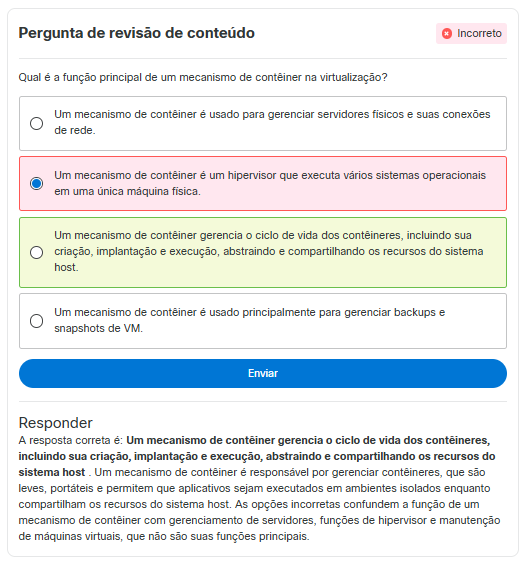 Pergunta de revisão de conteúdo
Incorreto
Qual é a função principal de um mecanismo de contêiner na virtualização?
Um mecanismo de contêiner é usado para gerenciar servidores físicos e suas conexões
de rede.
Um mecanismo de contêiner é um hipervisor que executa vários sistemas operacionais
em uma única máquina física.
Um mecanismo de contêiner gerencia o ciclo de vida dos contêineres, incluindo sua
criação, implantação e execução, abstraindo e compartilhando os recursos do sistema
host.
Um mecanismo de contêiner é usado principalmente para gerenciar backups e
snapshots de VM.
Enviar
Responder
A resposta correta é: Um mecanismo de contêiner gerencia o ciclo de vida dos contêineres,
incluindo sua criação, implantação e execução, abstraindo e compartilhando os recursos do
sistema host . Um mecanismo de contêiner é responsável por gerenciar contêineres, que são
leves, portáteis e permitem que aplicativos sejam executados em ambientes isolados enquanto
compartilham os recursos do sistema host. As opções incorretas confundem a função de um
mecanismo de contêiner com gerenciamento de servidores, funções de hipervisor e manutenção
de máquinas virtuais, que não são suas funções principais.